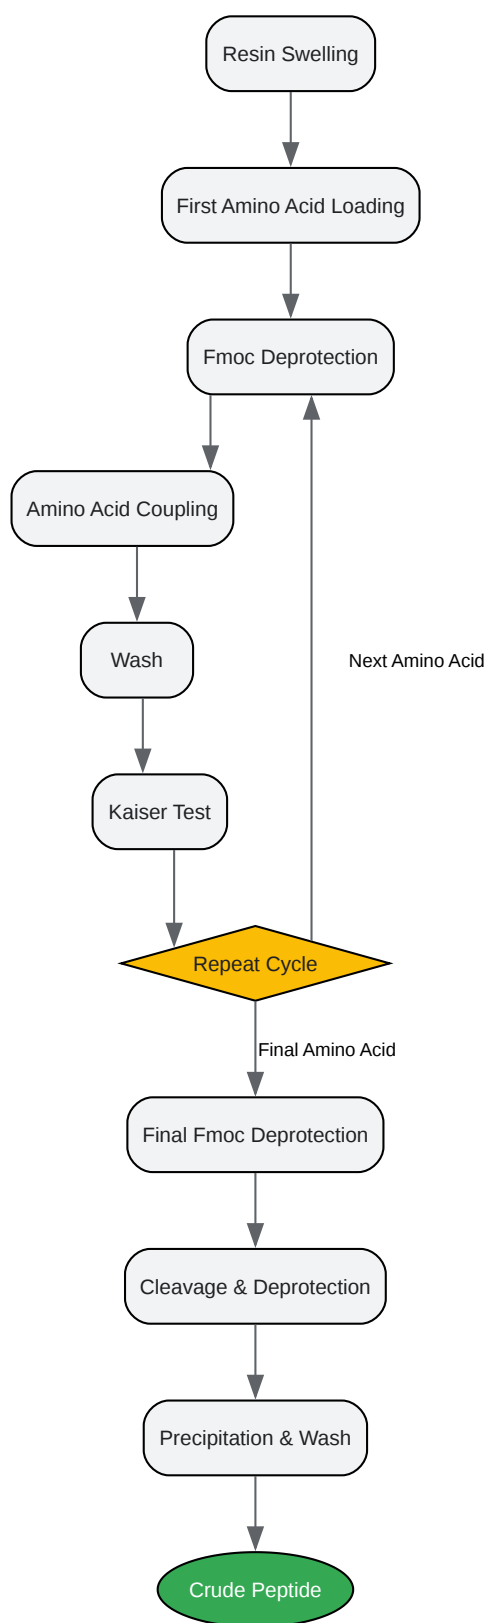 Resin Swelling
First Amino Acid Loading
Fmoc Deprotection
Amino Acid Coupling
Wash
Next Amino Acid
Kaiser Test
Repeat Cycle
Final Amino Acid
Final Fmoc Deprotection
Cleavage & Deprotection
Precipitation & Wash
Crude Peptide